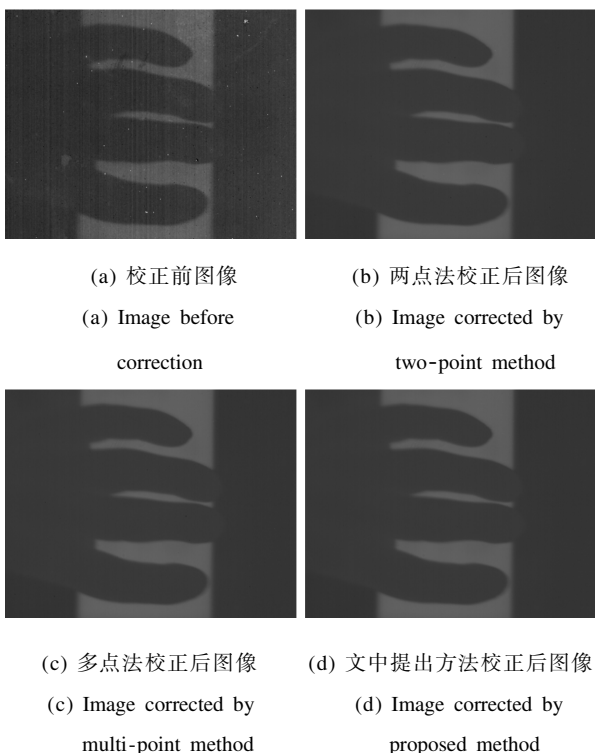 (a) 校正前图像
(a) Image before
correction
(b) 两点法校正后图像
(b) Image corrected by
two-point method
(c) 多点法校正后图像
(c) Image corrected by
multi-point method
(d) 文中提出方法校正后图像
(d) Image corrected by
proposed method